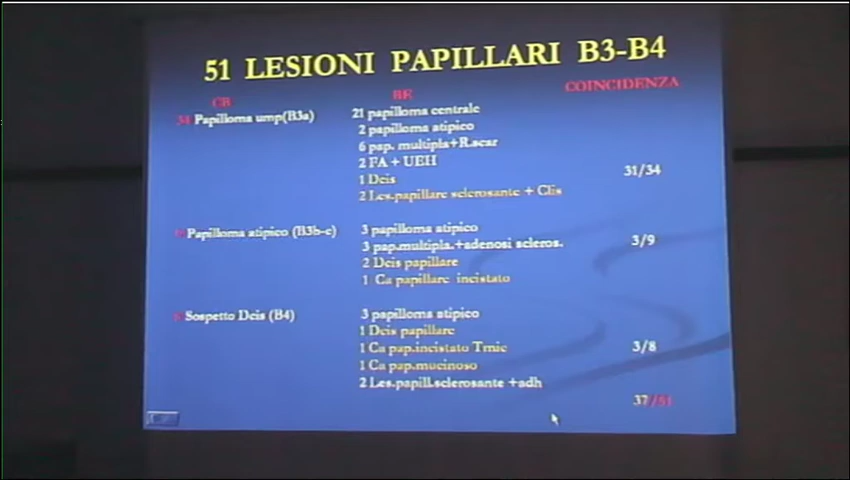 51 LESIONI PAPILLARI B3-B4
CB BE COINCIDENZA
34 Papilloma ump(B3a) 21 papilloma centrale
2 papilloma atipico
6 pap. multipla+R.scar
2 FA + UEH
1 Dcis 31/34
2 Les.papillare sclerosante + Clis
9 Papilloma atipico (B3b-c) 3 papilloma atipico
3 pap.multipla.+adenosi scleros. 3/9
2 Dcis papillare
1 Ca papillare incistato
Sospetto Dcis (B4) 3 papilloma atipico
1 Dcis papillare
1 Ca pap.incistato Tmic 3/8
1 Ca pap.mucinoso
2 Les.papill.sclerosante +adh
37/51